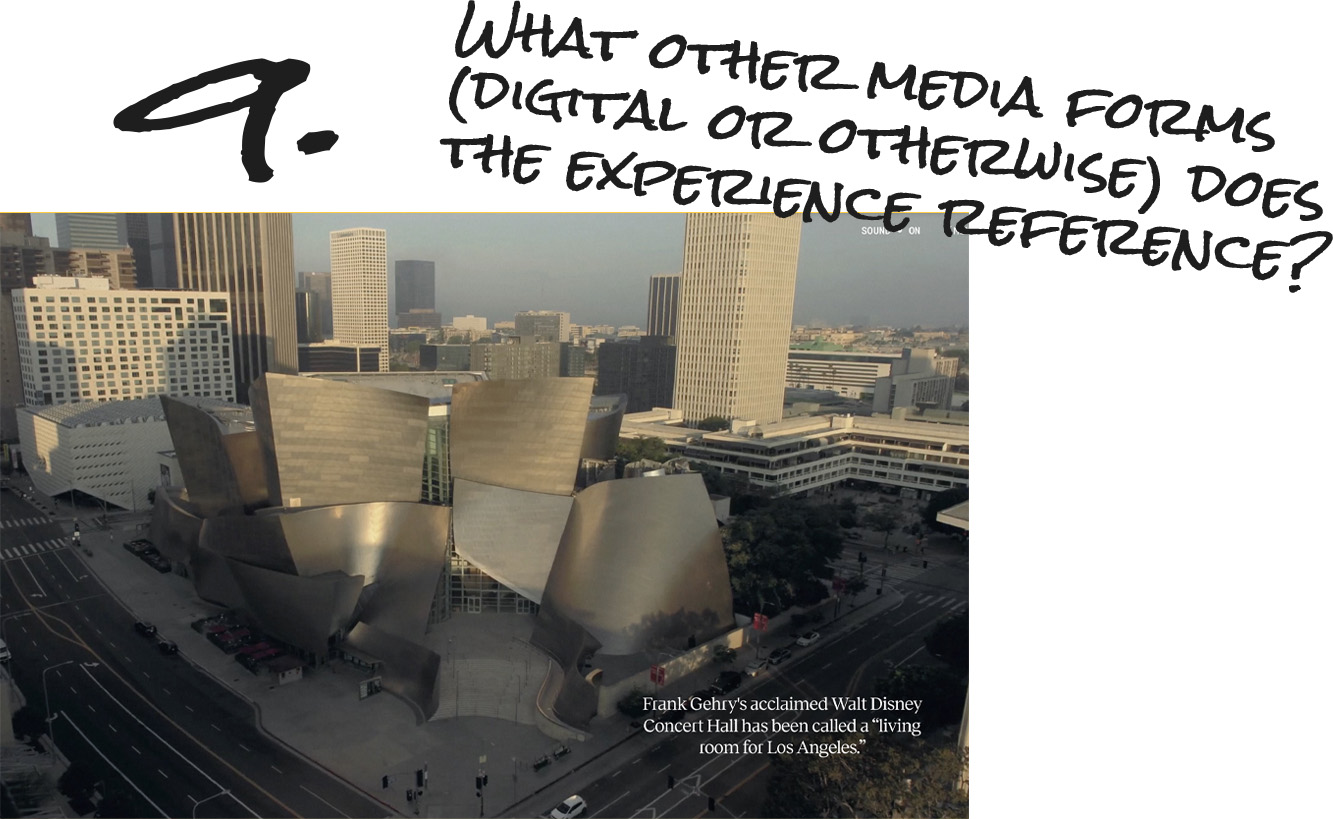 9.
WHAT OTHER MEDIA FORMS
(DIGITAL OR OTHERWISE) DOES
THE EXPERIENCE REFERENCE?
SOUND ON
Frank Gehry's acclaimed Walt Disney
Concert Hall has been called a “living
room for Los Angeles.”